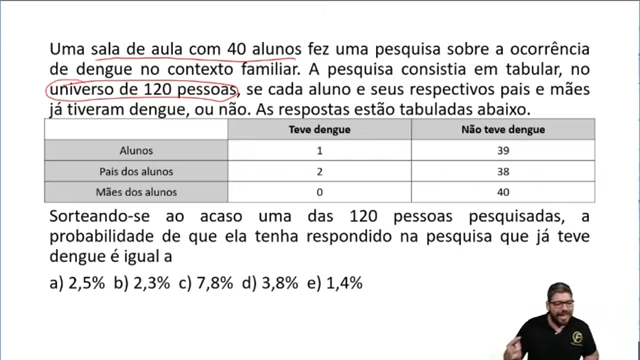 Uma sala de aula com 40 alunos fez uma pesquisa sobre a ocorrência
de dengue no contexto familiar. A pesquisa consistia em tabular, no
universo de 120 pessoas, se cada aluno e seus respectivos pais e mães
já tiveram dengue, ou não. As respostas estão tabuladas abaixo.
Teve dengue Não teve dengue
Alunos 1 39
Pais dos alunos 2 38
Mães dos alunos 0 40
Sorteando-se ao acaso uma das 120 pessoas pesquisadas, a
probabilidade de que ela tenha respondido na pesquisa que já teve
dengue é igual a
a) 2,5% b) 2,3% c) 7,8% d) 3,8% e) 1,4%